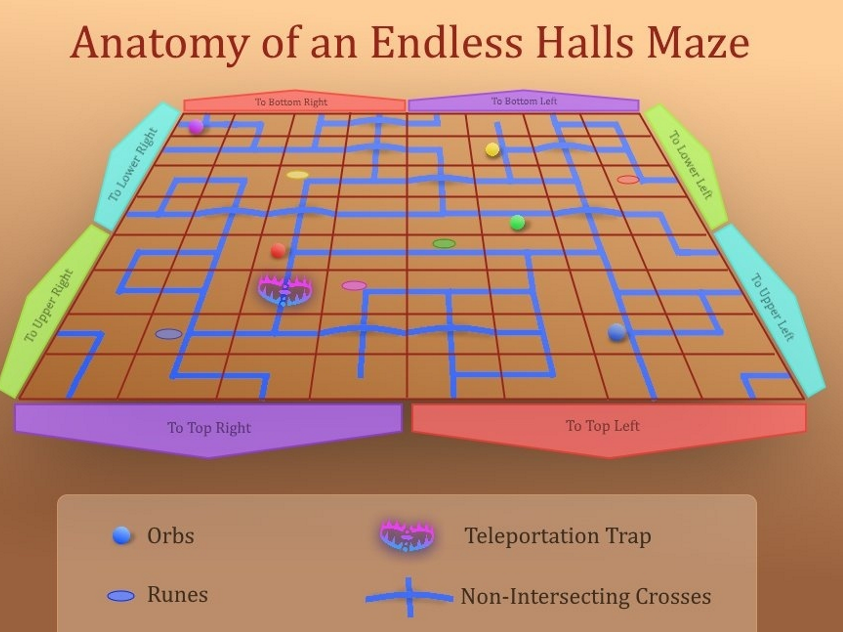 Anatomy of an Endless Halls Maze
To Bottom Right
To Bottom Left
To Lower Right
To Lower Left
To Upper Right
To Upper Left
To Top Right
To Top Left
Orbs
Teleportation Trap
Runes
Non-Intersecting Crosses